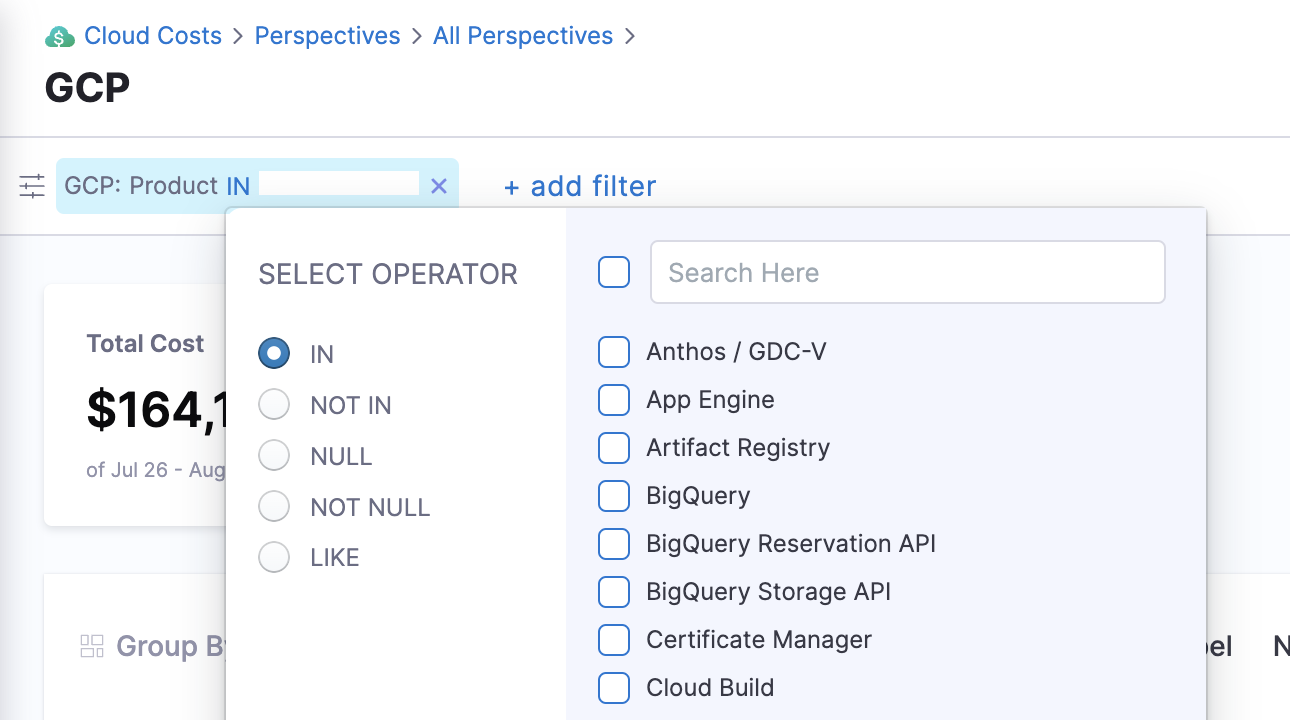 Cloud Costs > Perspectives > All Perspectives >
GCP
GCP: Product IN × + add filter
SELECT OPERATOR
IN
NOT IN
NULL
NOT NULL
LIKE
Search Here
Anthos / GDC-V
App Engine
Artifact Registry
BigQuery
BigQuery Reservation API
BigQuery Storage API
Certificate Manager
Cloud Build
Total Cost
$164,1
of Jul 26 - Aug
Group By